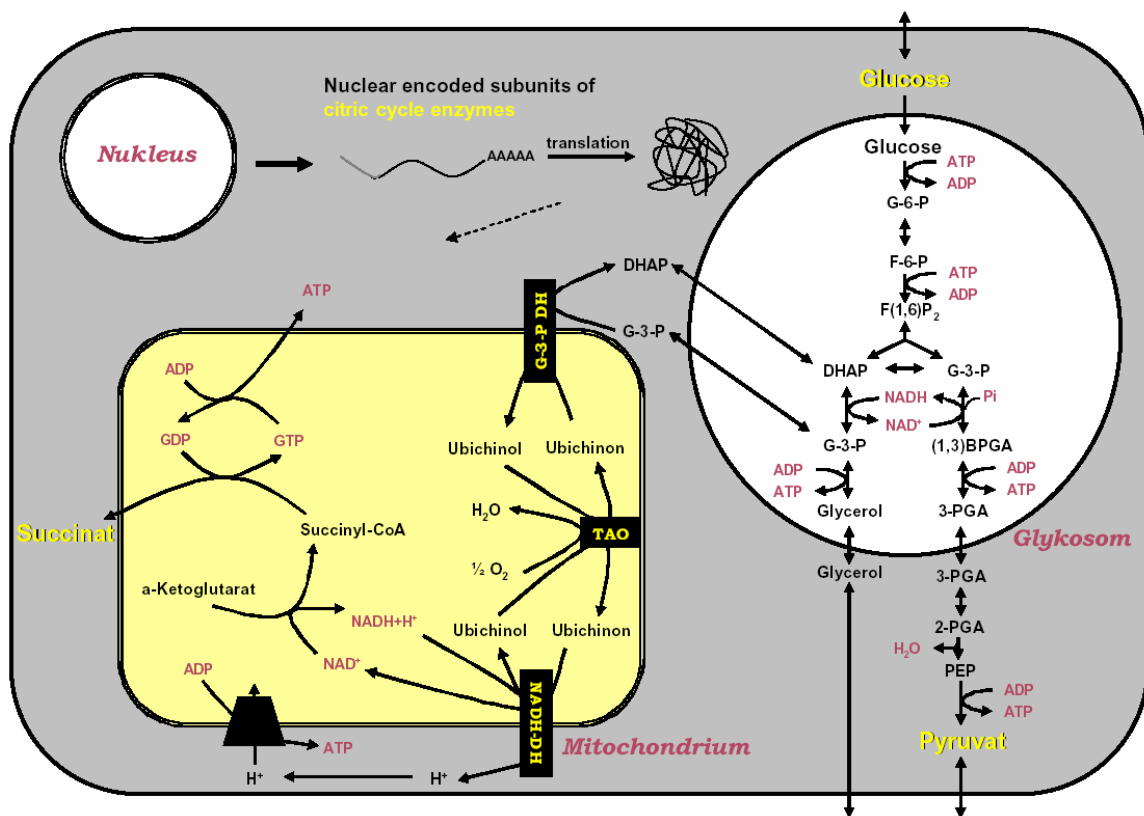 Nukleus
Nuclear encoded subunits of
citric cycle enzymes
AAAAA
translation
Glucose
Glucose
ATP
ADP
G-6-P
F-6-P
ATP
ADP
F(1,6)P₂
DHAP
G-3-P
NADH
Pi
NAD⁺
G-3-P
(1,3)BPGA
ADP
ATP
ADP
ATP
Glycerol
3-PGA
Glykosom
Glycerol
3-PGA
2-PGA
H₂O
PEP
ADP
ATP
Pyruvat
DHAP
G-3-P
G-3-P DH
ATP
ADP
GDP
GTP
Ubichinol
Ubichinon
H₂O
TAO
½ O₂
Succinat
Succinyl-CoA
a-Ketoglutarat
NADH+H⁺
Ubichinol
Ubichinon
NAD⁺
ADP
NADH-DH
Mitochondrium
ATP
H⁺
H⁺